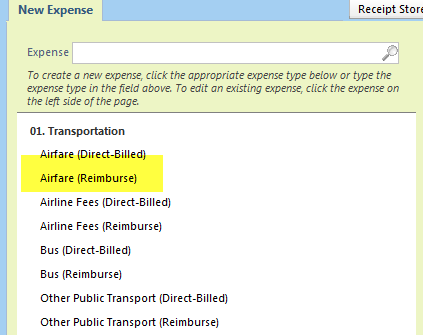 New Expense
Receipt Store
Expense
To create a new expense, click the appropriate expense type below or type the
expense type in the field above. To edit an existing expense, click the expense on
the left side of the page.
01. Transportation
Airfare (Direct-Billed)
Airfare (Reimburse)
Airline Fees (Direct-Billed)
Airline Fees (Reimburse)
Bus (Direct-Billed)
Bus (Reimburse)
Other Public Transport (Direct-Billed)
Other Public Transport (Reimburse)